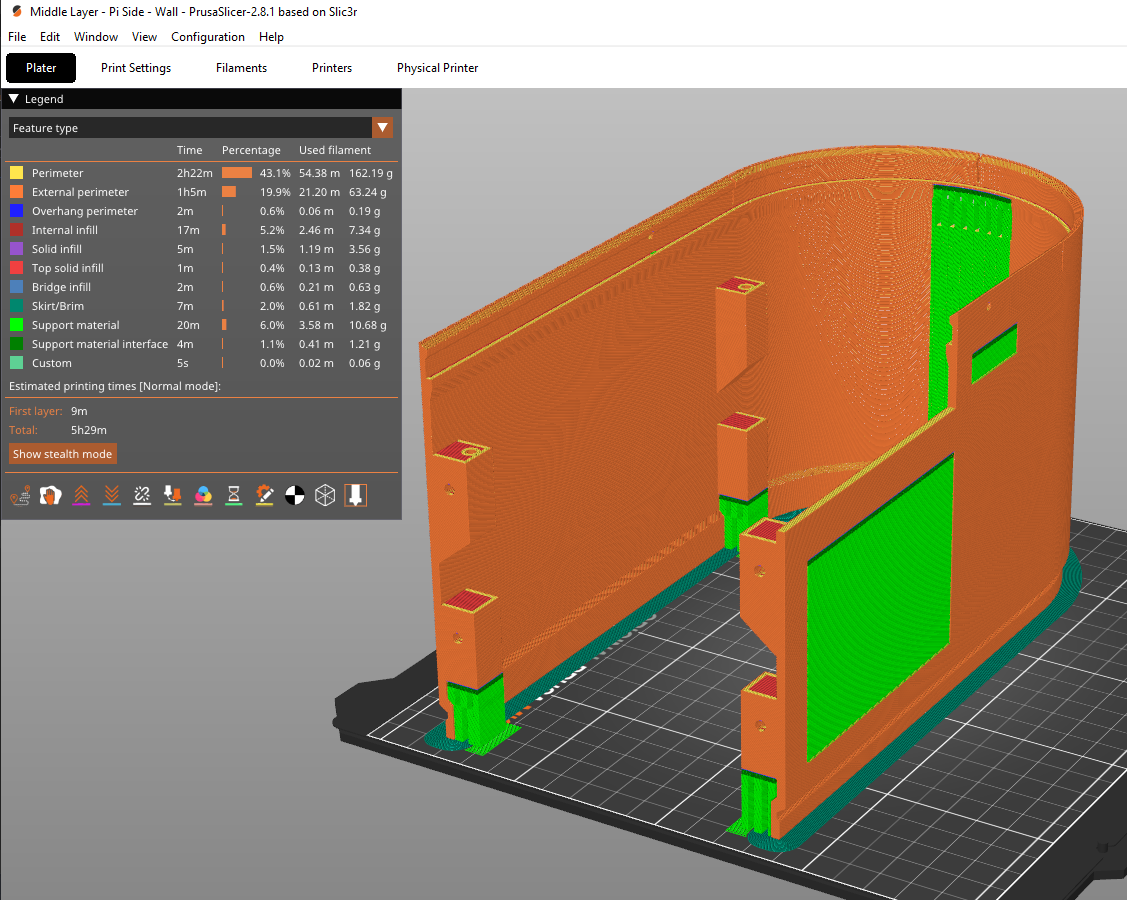 Middle Layer - Pi Side - Wall - PrusaSlicer-2.8.1 based on Slic3r
File Edit Window View Configuration Help
Plater Print Settings Filaments Printers Physical Printer
Legend
Feature type
Time Percentage Used filament
Perimeter 2h22m 43.1% 54.38 m 162.19 g
External perimeter 1h5m 19.9% 21.20 m 63.24 g
Overhang perimeter 2m 0.6% 0.06 m 0.19 g
Internal infill 17m 5.2% 2.46 m 7.34 g
Solid infill 5m 1.5% 1.19 m 3.56 g
Top solid infill 1m 0.4% 0.13 m 0.38 g
Bridge infill 2m 0.6% 0.21 m 0.63 g
Skirt/Brim 7m 2.0% 0.61 m 1.82 g
Support material 20m 6.0% 3.58 m 10.68 g
Support material interface 4m 1.1% 0.41 m 1.21 g
Custom 5s 0.0% 0.02 m 0.06 g
Estimated printing times [Normal mode]:
First layer: 9m
Total: 5h29m
Show stealth mode